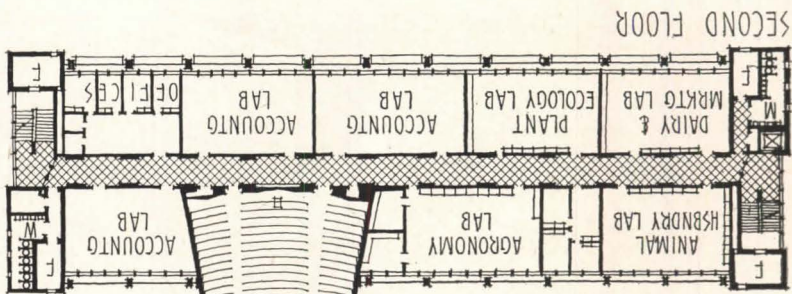 SECOND FLOOR
F
M
DAIRY &
MRKTG LAB
PLANT
ECOLOGY LAB
ACCOUNTG
LAB
ACCOUNTG
LAB
OFFICES
F
ANIMAL
HSBNDRY LAB
F
AGRONOMY
LAB
H
ACCOUNTG
LAB
W
F